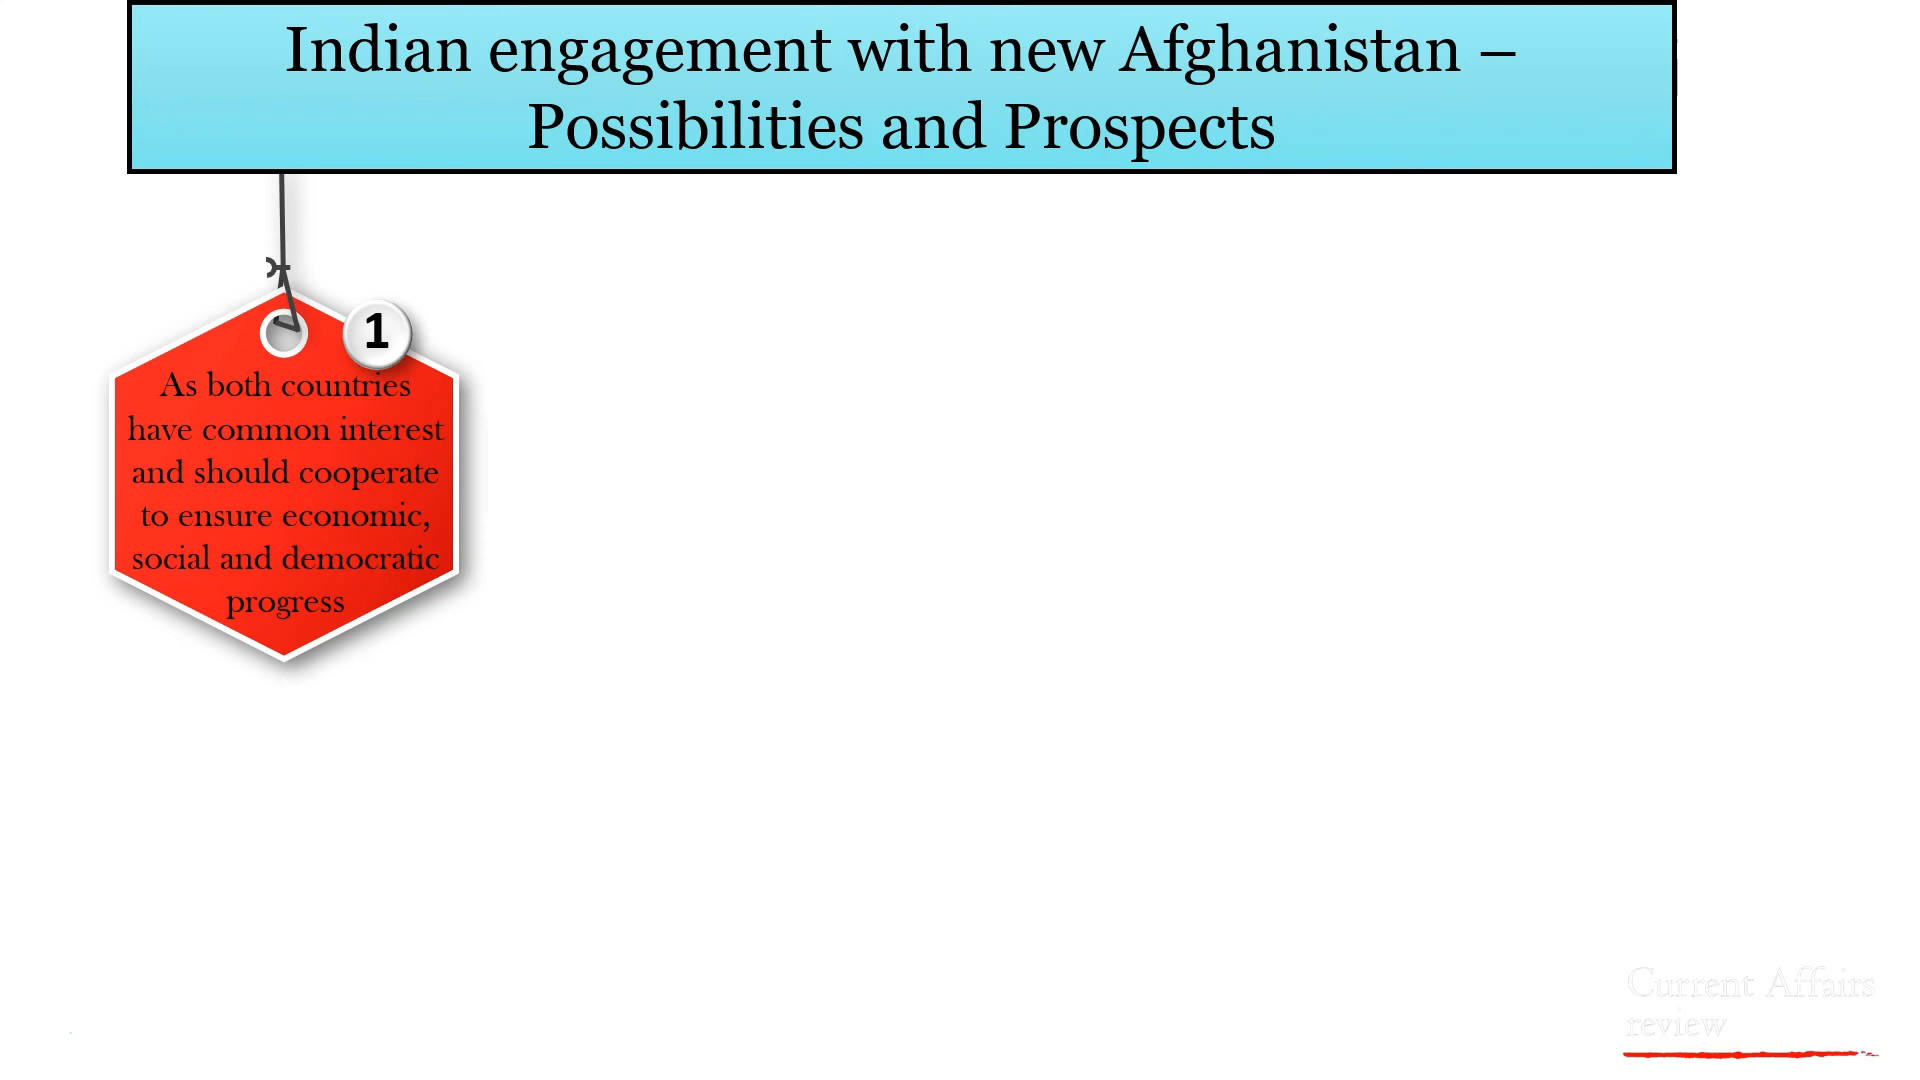 Indian engagement with new Afghanistan –
Possibilities and Prospects
1
As both countries
have common interest
and should cooperate
to ensure economic,
social and democratic
progress
Current Affairs
review